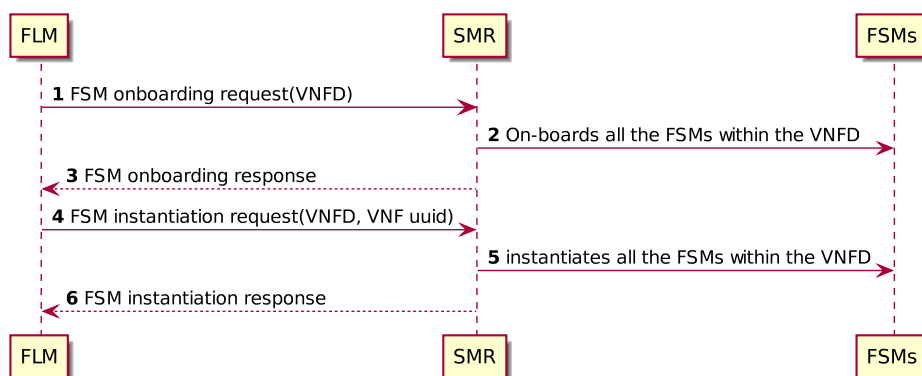 FLM SMR FSMs
1 FSM onboarding request(VNFD)
2 On-boards all the FSMs within the VNFD
3 FSM onboarding response
4 FSM instantiation request(VNFD, VNF uuid)
5 instantiates all the FSMs within the VNFD
6 FSM instantiation response
FLM SMR FSMs